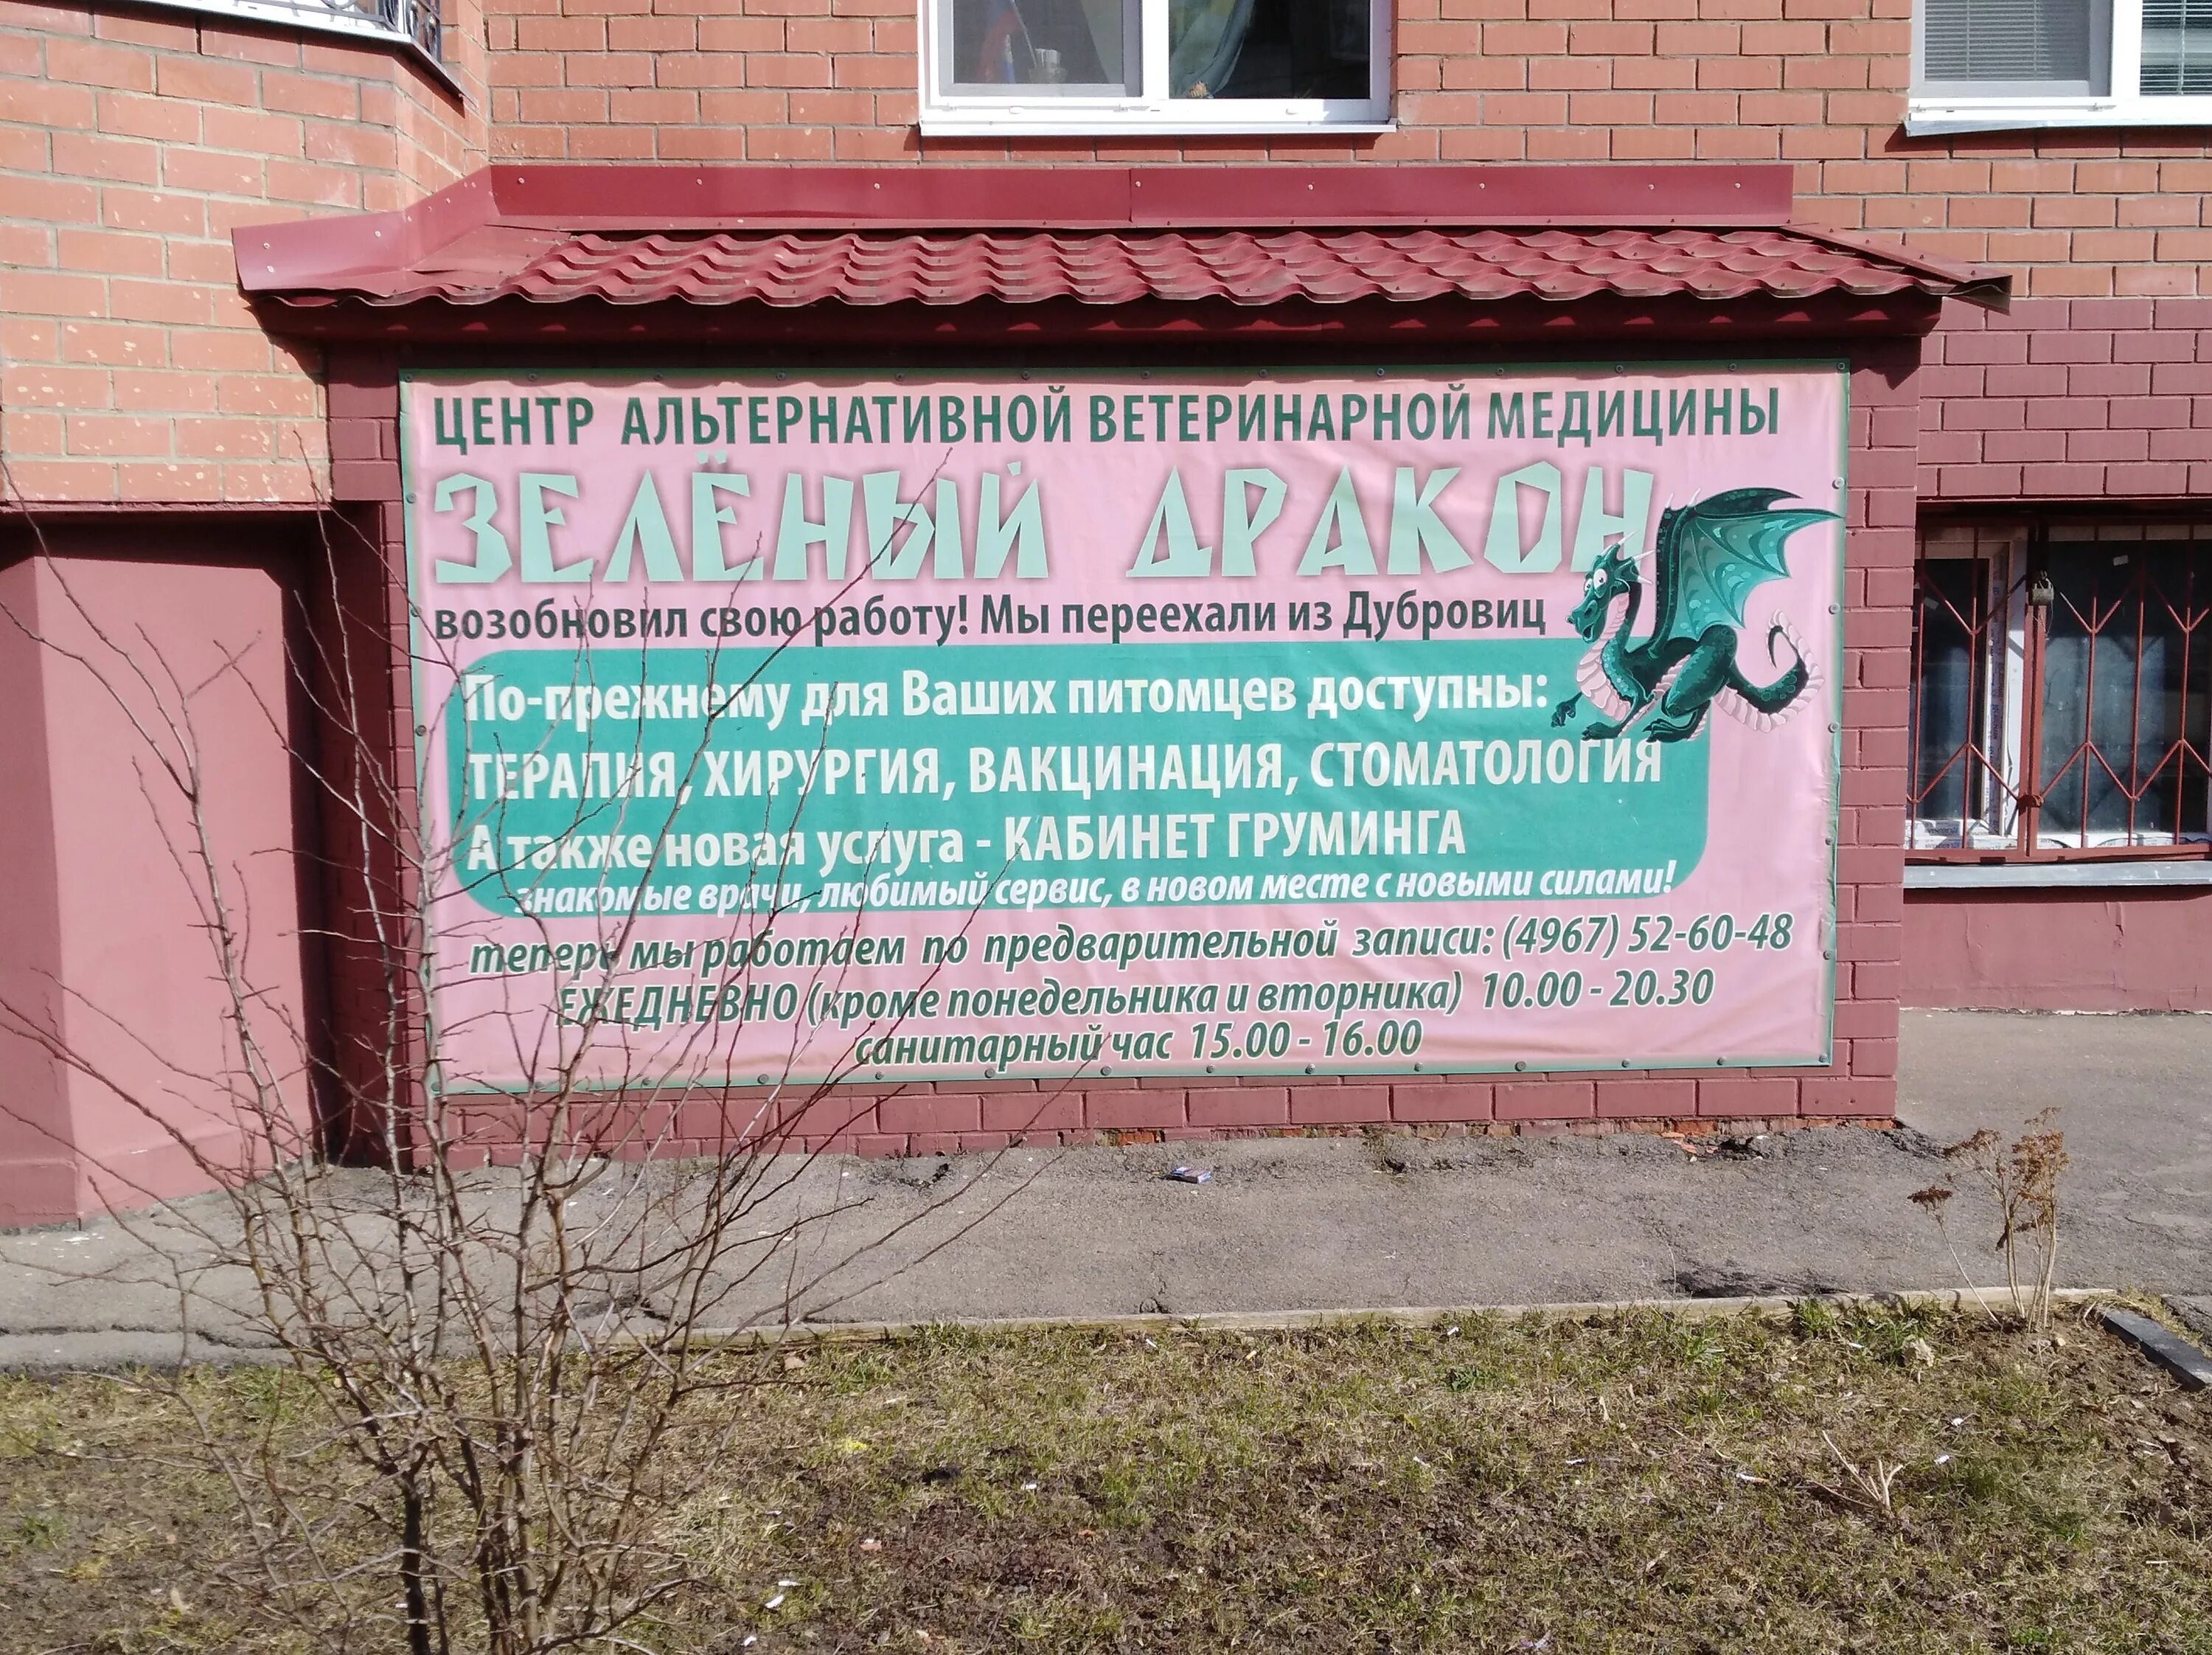 ЦЕНТР АЛЬТЕРНАТИВНОЙ ВЕТЕРИНАРНОЙ МЕДИЦИНЫ
ЗЕЛЁНЫЙ ДРАКОН
возобновил свою работу! Мы переехали из Дубровиц
По-прежнему для Ваших питомцев доступны:
ТЕРАПИЯ, ХИРУРГИЯ, ВАКЦИНАЦИЯ, СТОМАТОЛОГИЯ
А также новая услуга - КАБИНЕТ ГРУМИНГА
знакомые врачи, любимый сервис, в новом месте с новыми силами!
теперь мы работаем по предварительной записи: (4967) 52-60-48
ЕЖЕДНЕВНО (кроме понедельника и вторника) 10.00 - 20.30
санитарный час 15.00 - 16.00